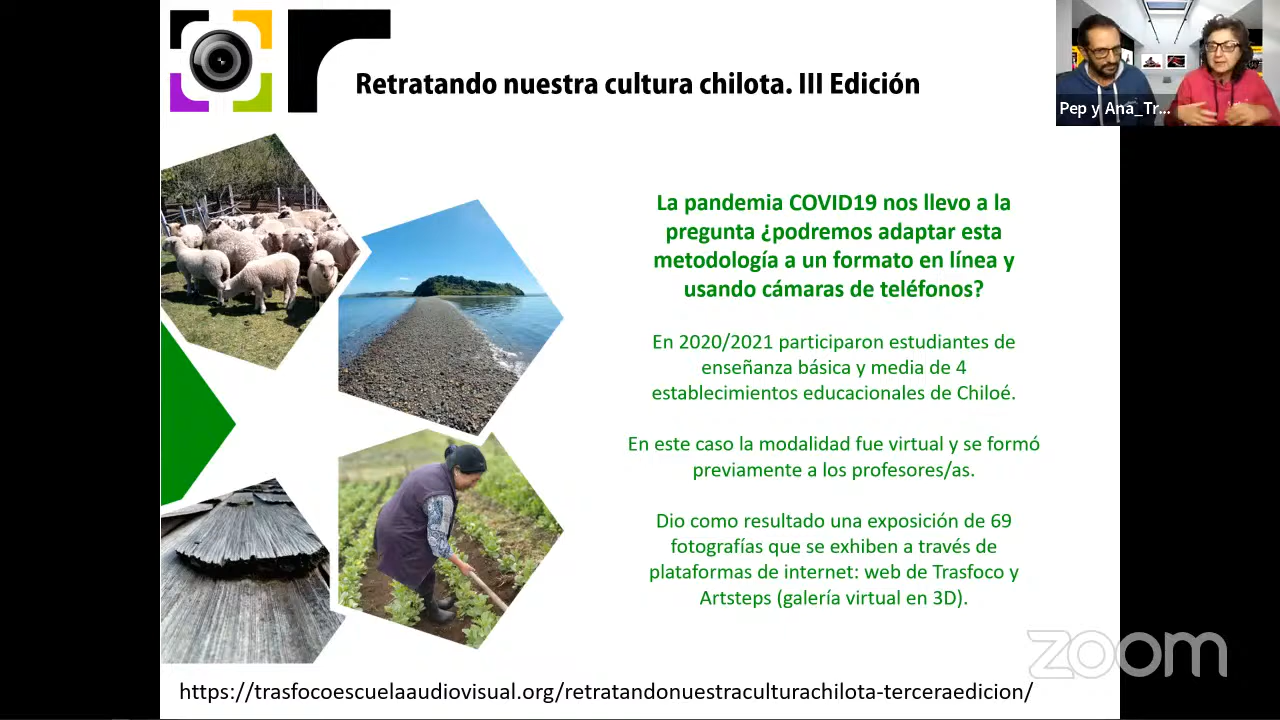 Retratando nuestra cultura chilota. III Edición
Pep y Ana_Tr...
La pandemia COVID19 nos llevo a la
pregunta ¿podremos adaptar esta
metodología a un formato en línea y
usando cámaras de teléfonos?
En 2020/2021 participaron estudiantes de
enseñanza básica y media de 4
establecimientos educacionales de Chiloé.
En este caso la modalidad fue virtual y se formó
previamente a los profesores/as.
Dio como resultado una exposición de 69
fotografías que se exhiben a través de
plataformas de internet: web de Trasfoco y
Artsteps (galería virtual en 3D).
zoom
https://trasfocoescuelaaudiovisual.org/retratandonuestraculturachilota-terceraedicion/